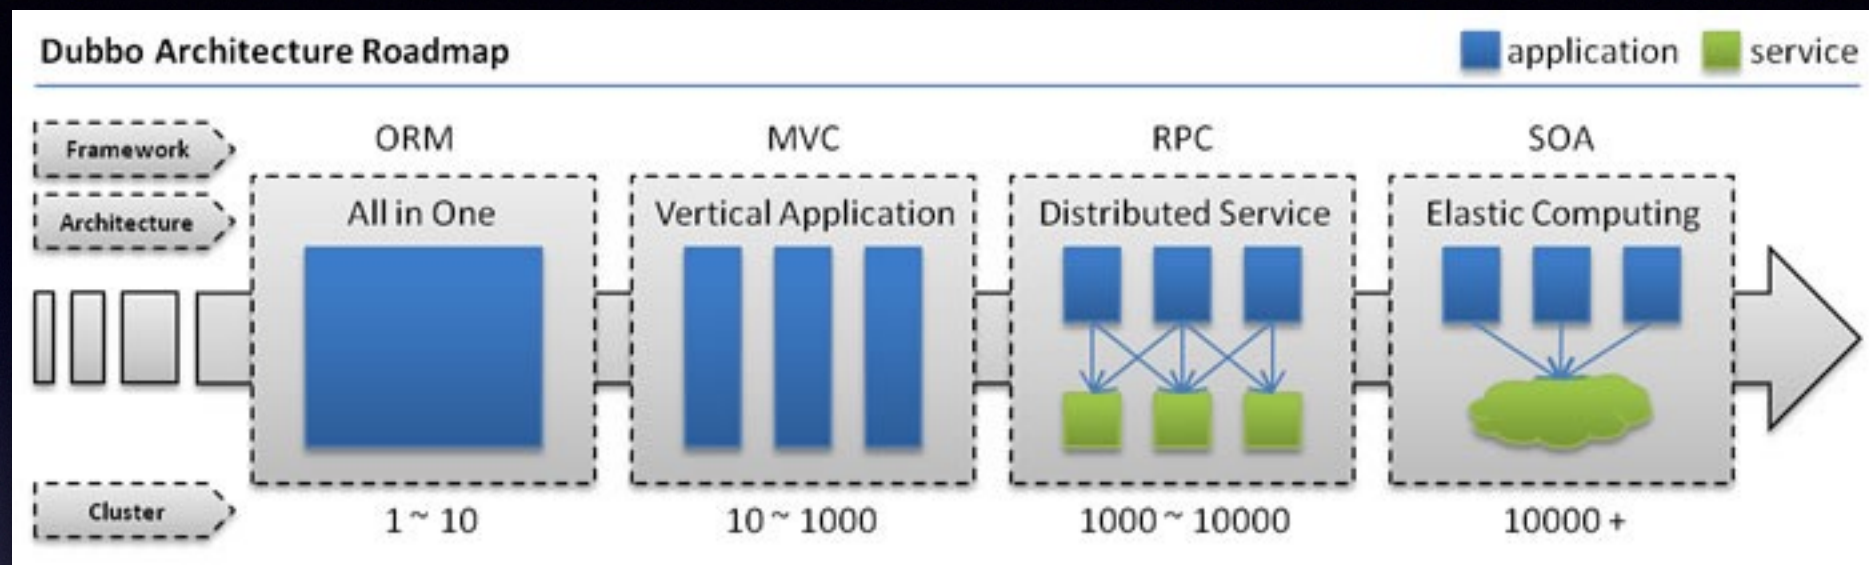 Dubbo Architecture Roadmap
application
service
Framework
ORM
MVC
RPC
SOA
Architecture
All in One
Vertical Application
Distributed Service
Elastic Computing
Cluster
1 ~ 10
10 ~ 1000
1000 ~ 10000
10000 +